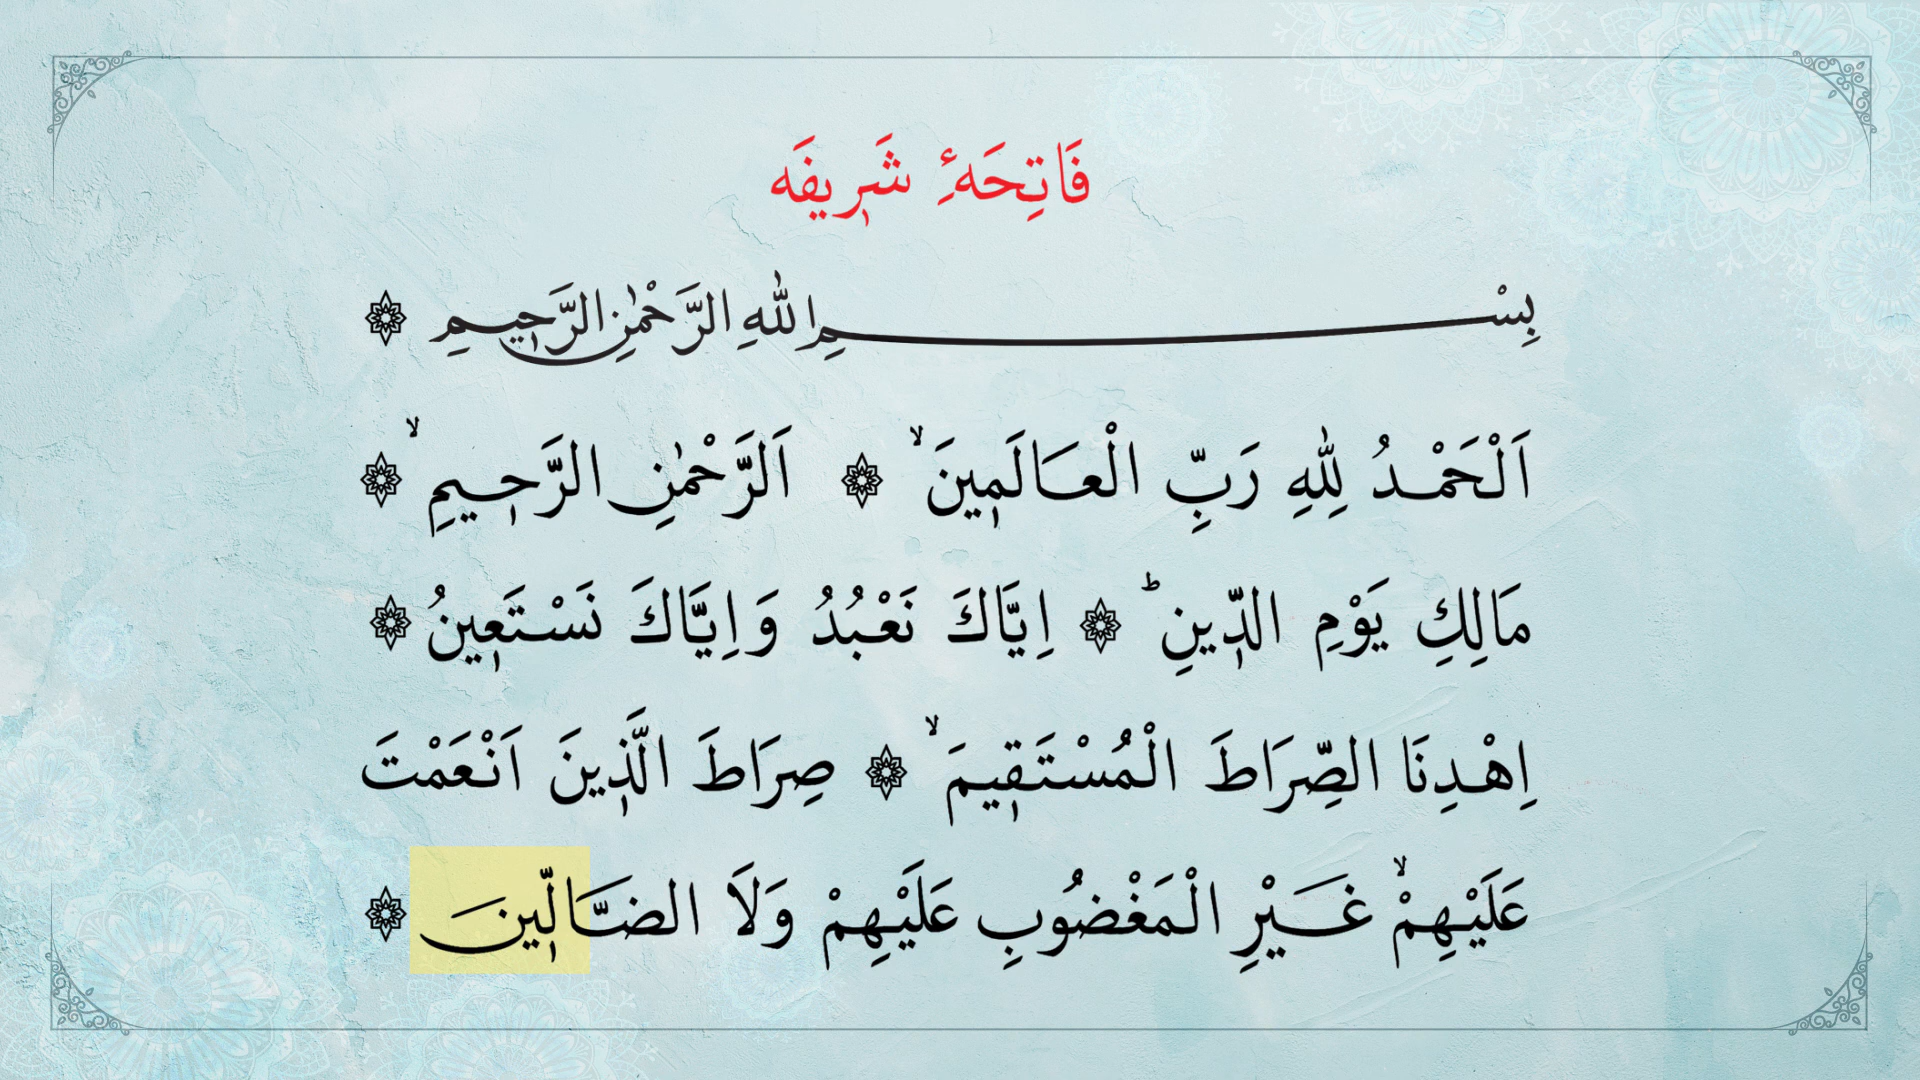 فَاتِحَهٔ شَرٖيفَه
بِسْمِ اللّٰهِ الرَّحْمٰنِ الرَّحٖيمِ ۞
اَلْحَمْدُ لِلّٰهِ رَبِّ الْعَالَمٖينَۙ ۞ اَلرَّحْمٰنِ الرَّحٖيمِۙ ۞
مَالِكِ يَوْمِ الدّٖينِؕ ۞ اِيَّاكَ نَعْبُدُ وَاِيَّاكَ نَسْتَعٖينُ ۞
اِهْدِنَا الصِّرَاطَ الْمُسْتَقٖيمَۙ ۞ صِرَاطَ الَّذٖينَ اَنْعَمْتَ
عَلَيْهِمْۙ غَيْرِ الْمَغْضُوبِ عَلَيْهِمْ وَلَا الضَّالّٖينَ ۞